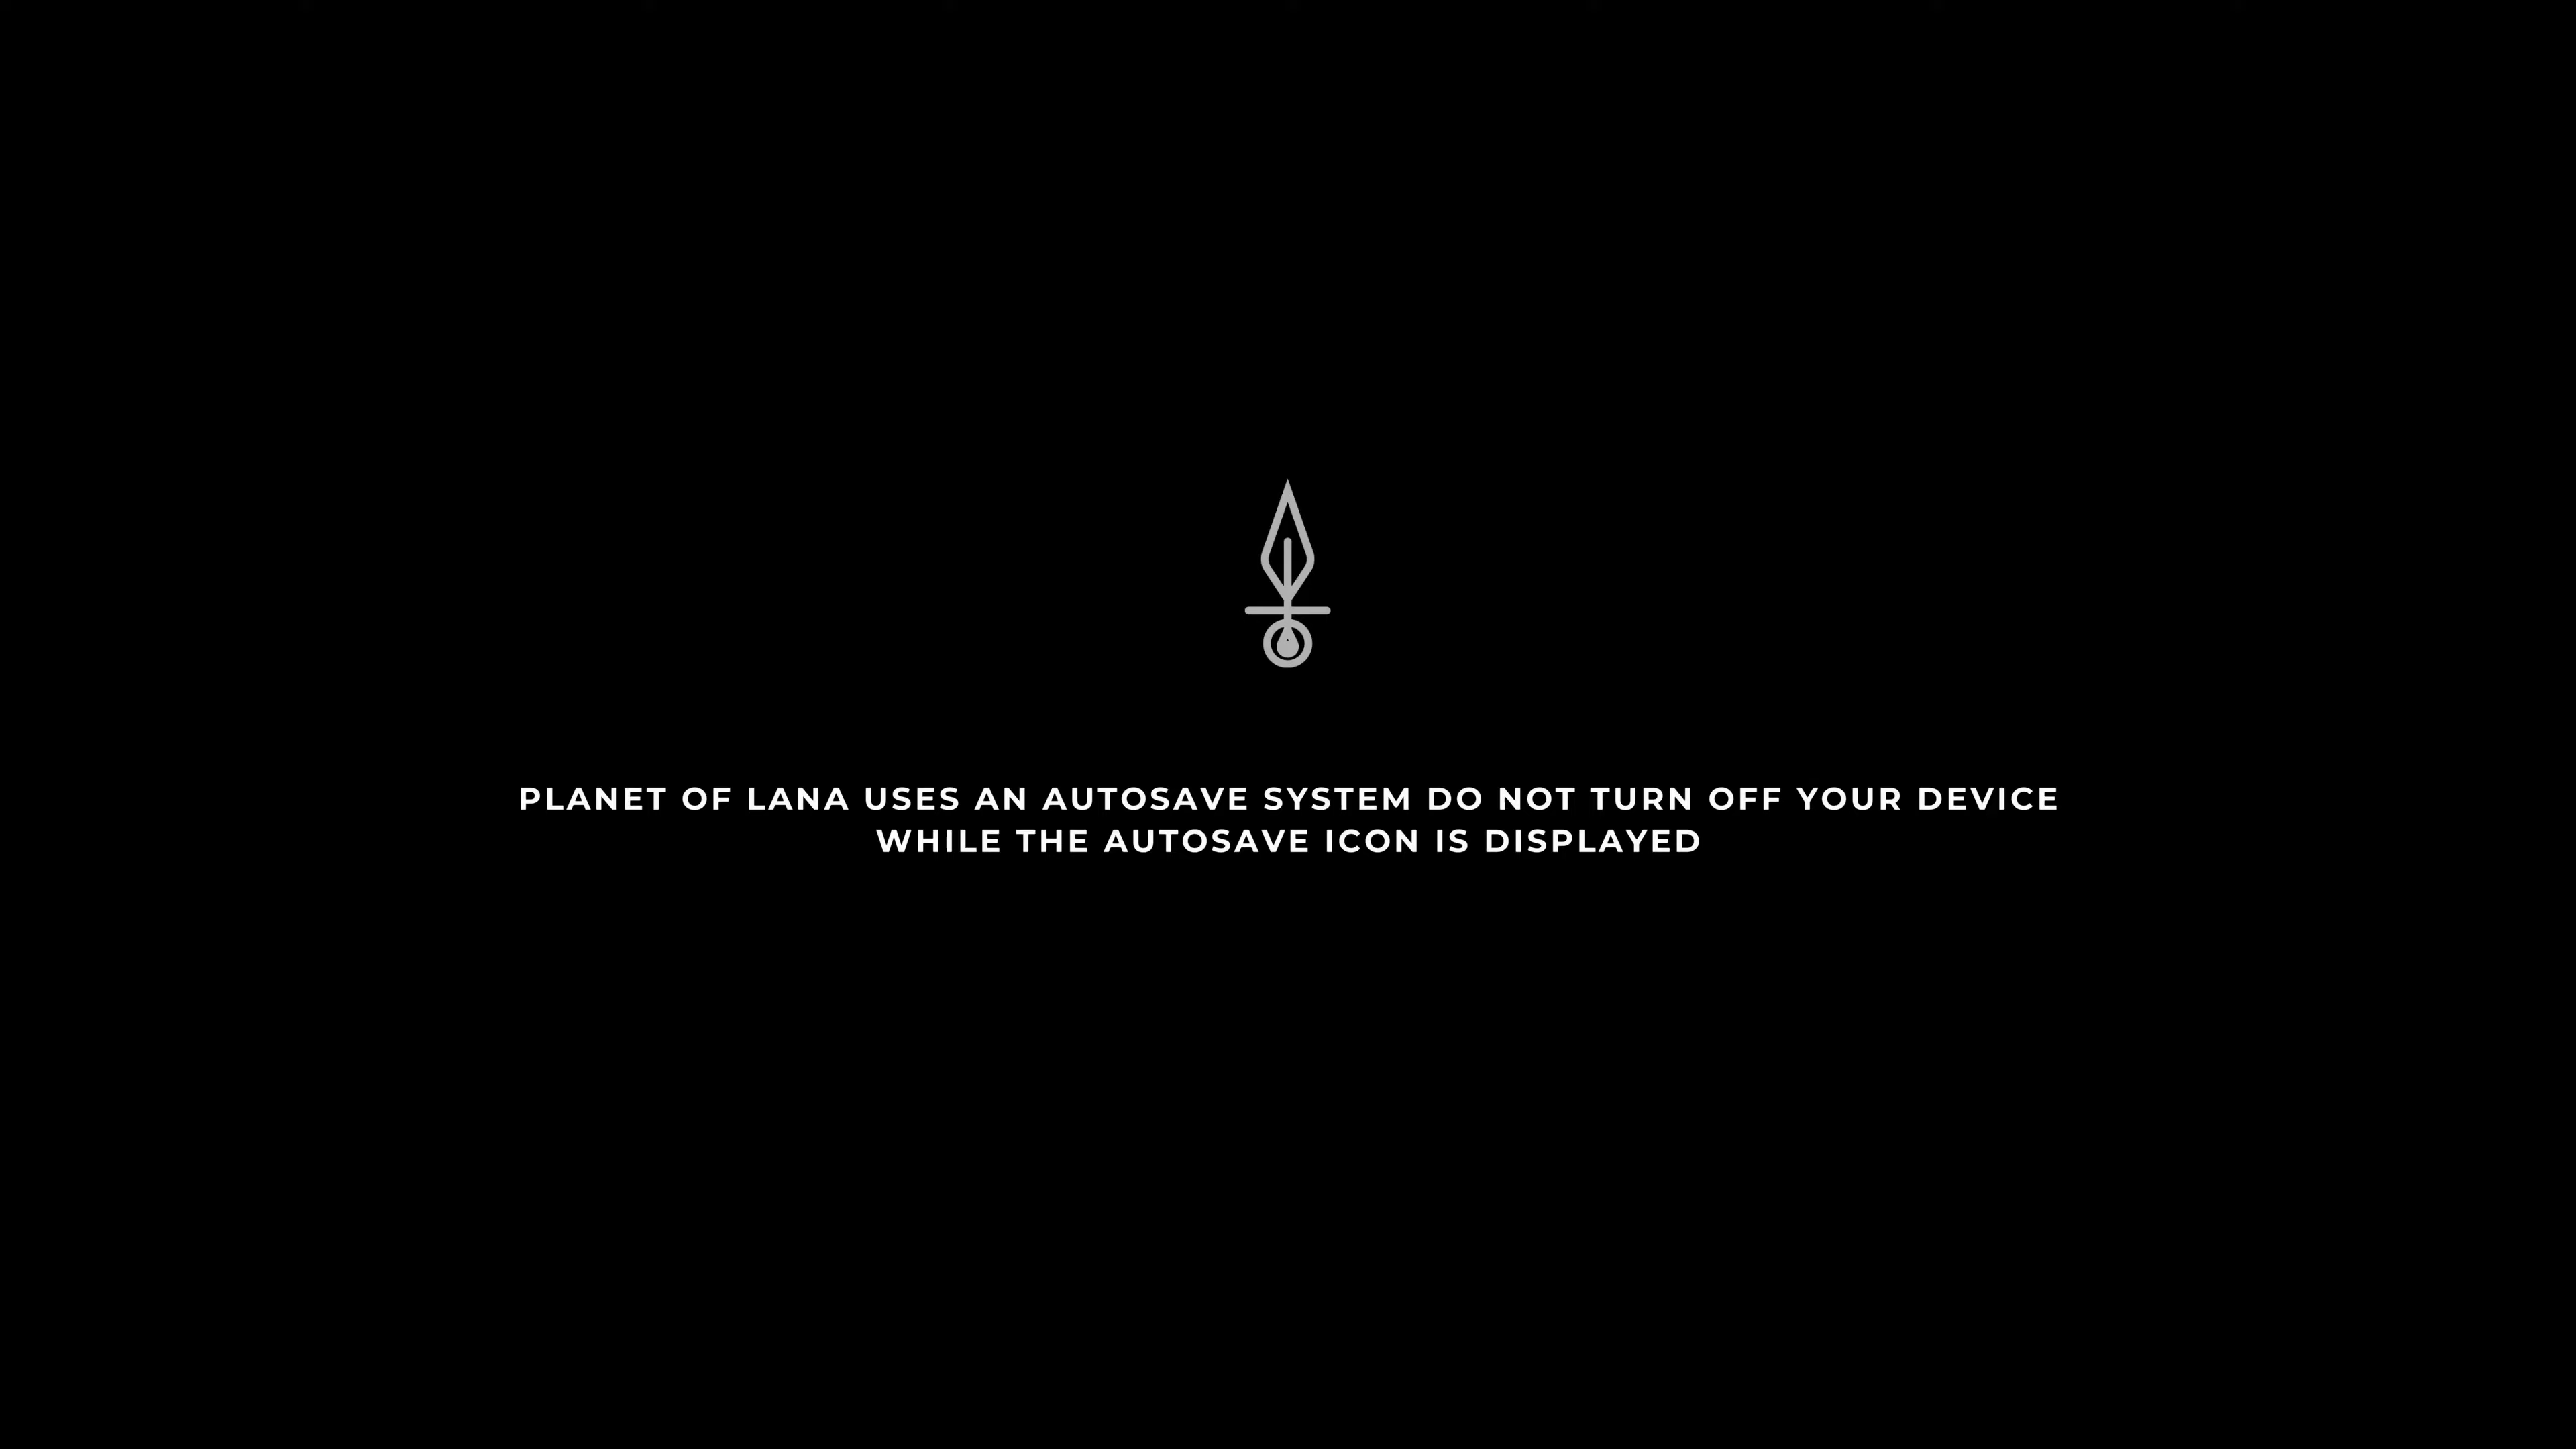 PLANET OF LANA USES AN AUTOSAVE SYSTEM DO NOT TURN OFF YOUR DEVICE
WHILE THE AUTOSAVE ICON IS DISPLAYED